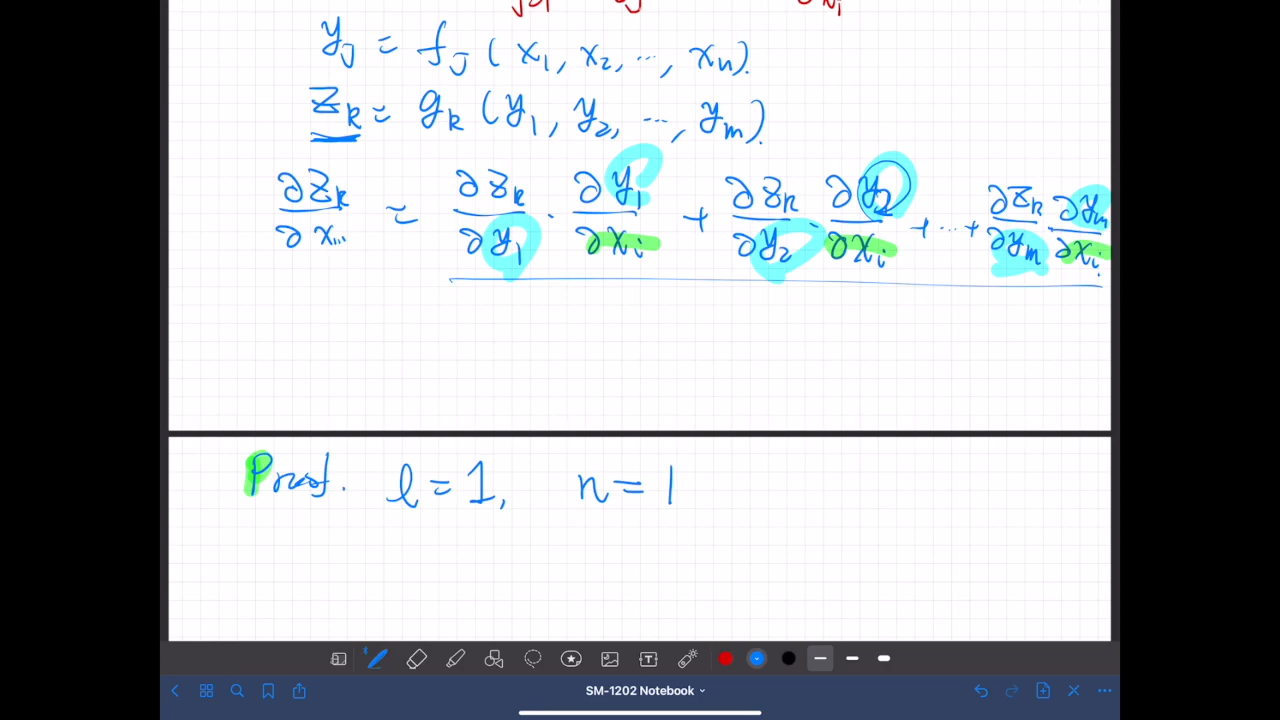 y_j = f_j ( x_1, x_2, ..., x_n ).
z_k = g_k ( y_1, y_2, ..., y_m ).
∂z_k/∂x... = ∂z_k/∂y_1 · ∂y_1/∂x_i + ∂z_k/∂y_2 · ∂y_2/∂x_i + ... + ∂z_k/∂y_m ∂y_m/∂x_i
Proof. l = 1, n = 1
T
SM-1202 Notebook